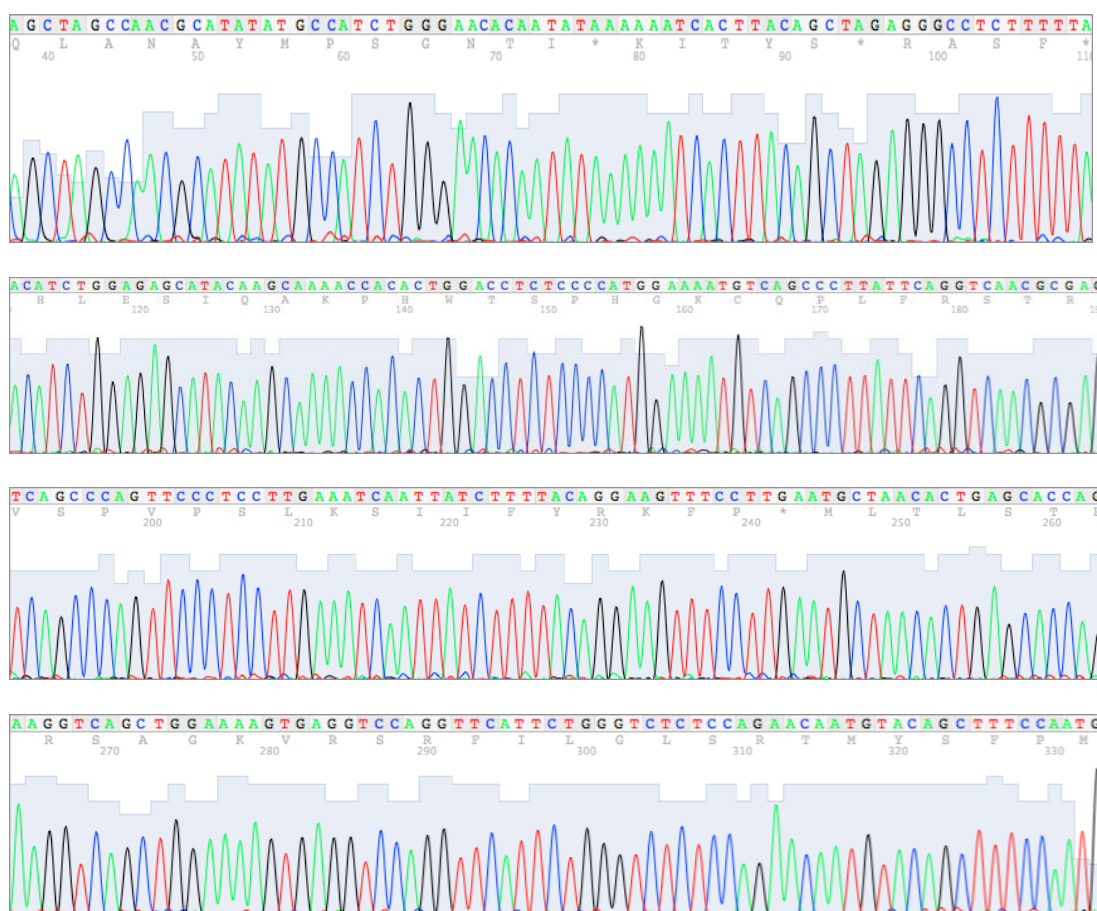 AGCTAGCCAACGCATATATGCCATCTGGGAACACAATATAAAAAATCACTTACAGCTAGAGGGCCTCTTTTTA
Q L A N A Y M P S G N T I * K I T Y S * R A S F *
40 50 60 70 80 90 100 110
ACATCTGGAGAGCATACAAGCAAAACCACACTGGACCTCTCCCCATGGAAAATGTCAGCCCTTATTCAGGTCAACGCGAG
H L E S I Q A K P H W T S P H G K C Q P L F R S T R
120 130 140 150 160 170 180
TCAGCCCAGTTCCCTCCTTGAAATCAATTATCTTTTACAGGAAGTTTCCTTGAATGCTAACACTGAGCACCAG
V S P V P S L K S I I F Y R K F P * M L T L S T
200 210 220 230 240 250 260
AAGGTCAGCTGGAAAAGTGAGGTCCAGGTTCATTCTGGGTCTCTCCAGAACAATGTACAGCTTTCCAATG
R S A G K V R S R F I L G L S R T M Y S F P M
270 280 290 300 310 320 330